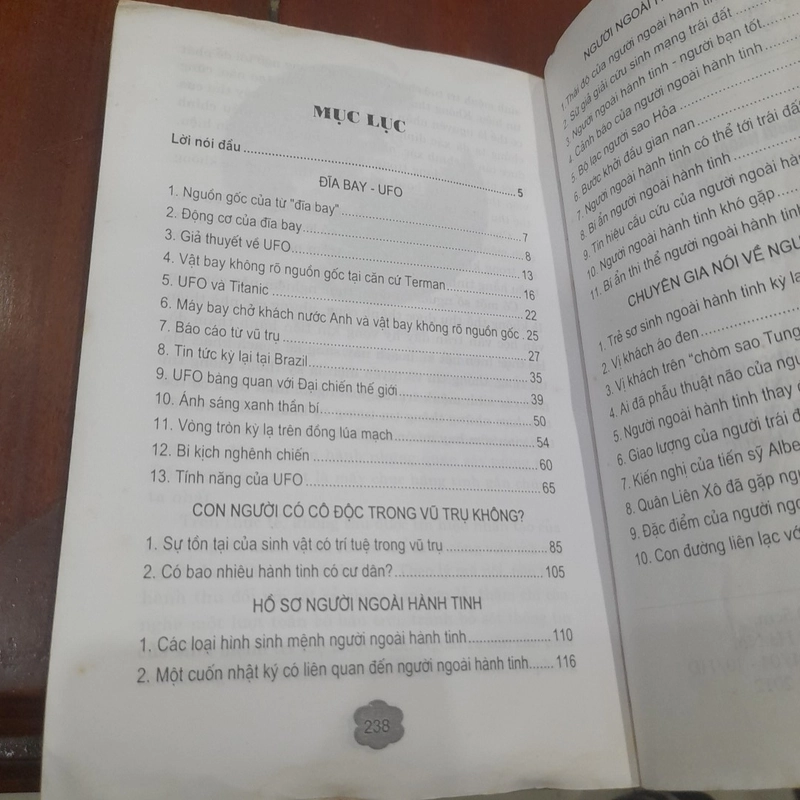 MỤC LỤC
Lời nói đầu ........ 5
ĐĨA BAY - UFO
1. Nguồn gốc của từ "đĩa bay" ........ 7
2. Động cơ của đĩa bay ........ 8
3. Giả thuyết về UFO ........ 13
4. Vật bay không rõ nguồn gốc tại căn cứ Terman ........ 16
5. UFO và Titanic ........ 22
6. Máy bay chở khách nước Anh và vật bay không rõ nguồn gốc . 25
7. Báo cáo từ vũ trụ ........ 27
8. Tin tức kỳ lại tại Brazil ........ 35
9. UFO bàng quan với Đại chiến thế giới ........ 39
10. Ánh sáng xanh thần bí ........ 50
11. Vòng tròn kỳ lạ trên đồng lúa mạch ........ 54
12. Bi kịch nghênh chiến ........ 60
13. Tính năng của UFO ........ 65
CON NGƯỜI CÓ CÔ ĐỘC TRONG VŨ TRỤ KHÔNG?
1. Sự tồn tại của sinh vật có trí tuệ trong vũ trụ ........ 85
2. Có bao nhiêu hành tinh có cư dân? ........ 105
HỒ SƠ NGƯỜI NGOÀI HÀNH TINH
1. Các loại hình sinh mệnh người ngoài hành tinh ........ 110
2. Một cuốn nhật ký có liên quan đến người ngoài hành tinh ....... 116
238
NGƯỜI NGOÀI
1. Thái độ của người ngoài hành
2. Sứ giả giải cứu sinh mạng trái đất
3. Người ngoài hành tinh - người bạn tốt
4. Cảnh báo của người ngoài hành tinh
5. Bộ lạc người sao Hỏa
6. Bước khởi đầu gian nan
7. Người ngoài hành tinh có thể tới trái đất
8. Bí ẩn người ngoài hành tinh
9. Tín hiệu cầu cứu của người ngoài
10. Người ngoài hành tinh khó gặp
11. Bí ẩn thi thể người ngoài hành tinh
CHUYÊN GIA NÓI VỀ
1. Trẻ sơ sinh ngoài hành tinh kỳ
2. Vị khách áo đen
3. Vị khách trên "chòm sao
4. Ai đã phẫu thuật não của
5. Người ngoài hành tinh thay
6. Giao lượng của người trái
7. Kiến nghị của tiến sỹ
8. Quân Liên Xô đã gặp
9. Đặc điểm của người
10. Con đường liên lạc